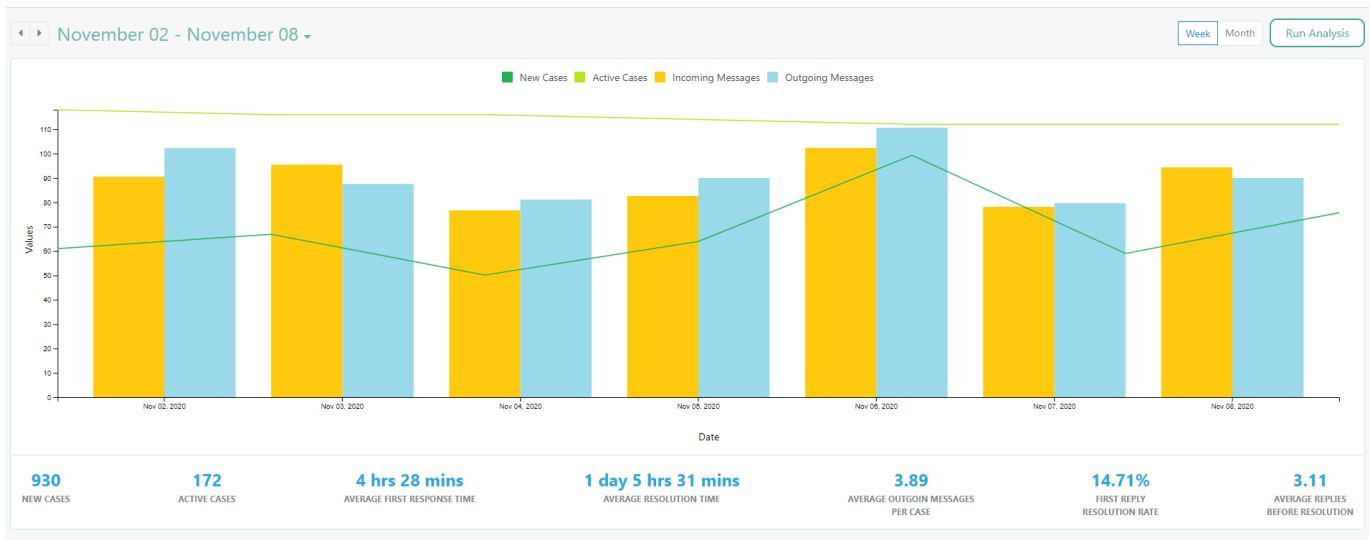 November 02 - November 08
Week Month Run Analysis
New Cases Active Cases Incoming Messages Outgoing Messages
110
100
90
80
70
60
50
40
30
20
10
0
Values
Nov 02, 2020 Nov 03, 2020 Nov 04, 2020 Nov 05, 2020 Nov 06, 2020 Nov 07, 2020 Nov 08, 2020
Date
930
NEW CASES
172
ACTIVE CASES
4 hrs 28 mins
AVERAGE FIRST RESPONSE TIME
1 day 5 hrs 31 mins
AVERAGE RESOLUTION TIME
3.89
AVERAGE OUTGOIN MESSAGES
PER CASE
14.71%
FIRST REPLY
RESOLUTION RATE
3.11
AVERAGE REPLIES
BEFORE RESOLUTION